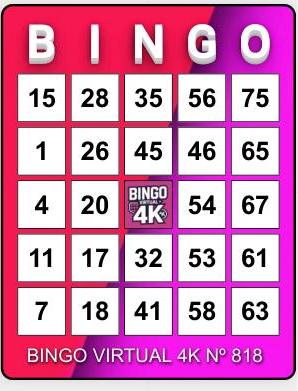 B I N G O
15 28 35 56 75
1 26 45 46 65
4 20 BINGO VIRTUAL 4K 54 67
11 17 32 53 61
7 18 41 58 63
BINGO VIRTUAL 4K Nº 818